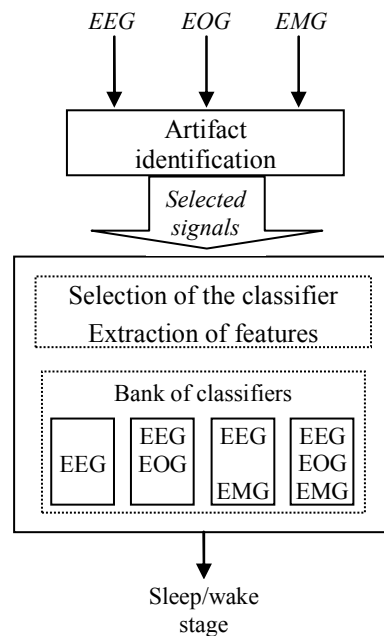 EEG EOG EMG
Artifact
identification
Selected
signals
Selection of the classifier
Extraction of features
Bank of classifiers
EEG
EEG
EOG
EEG
EMG
EEG
EOG
EMG
Sleep/wake
stage